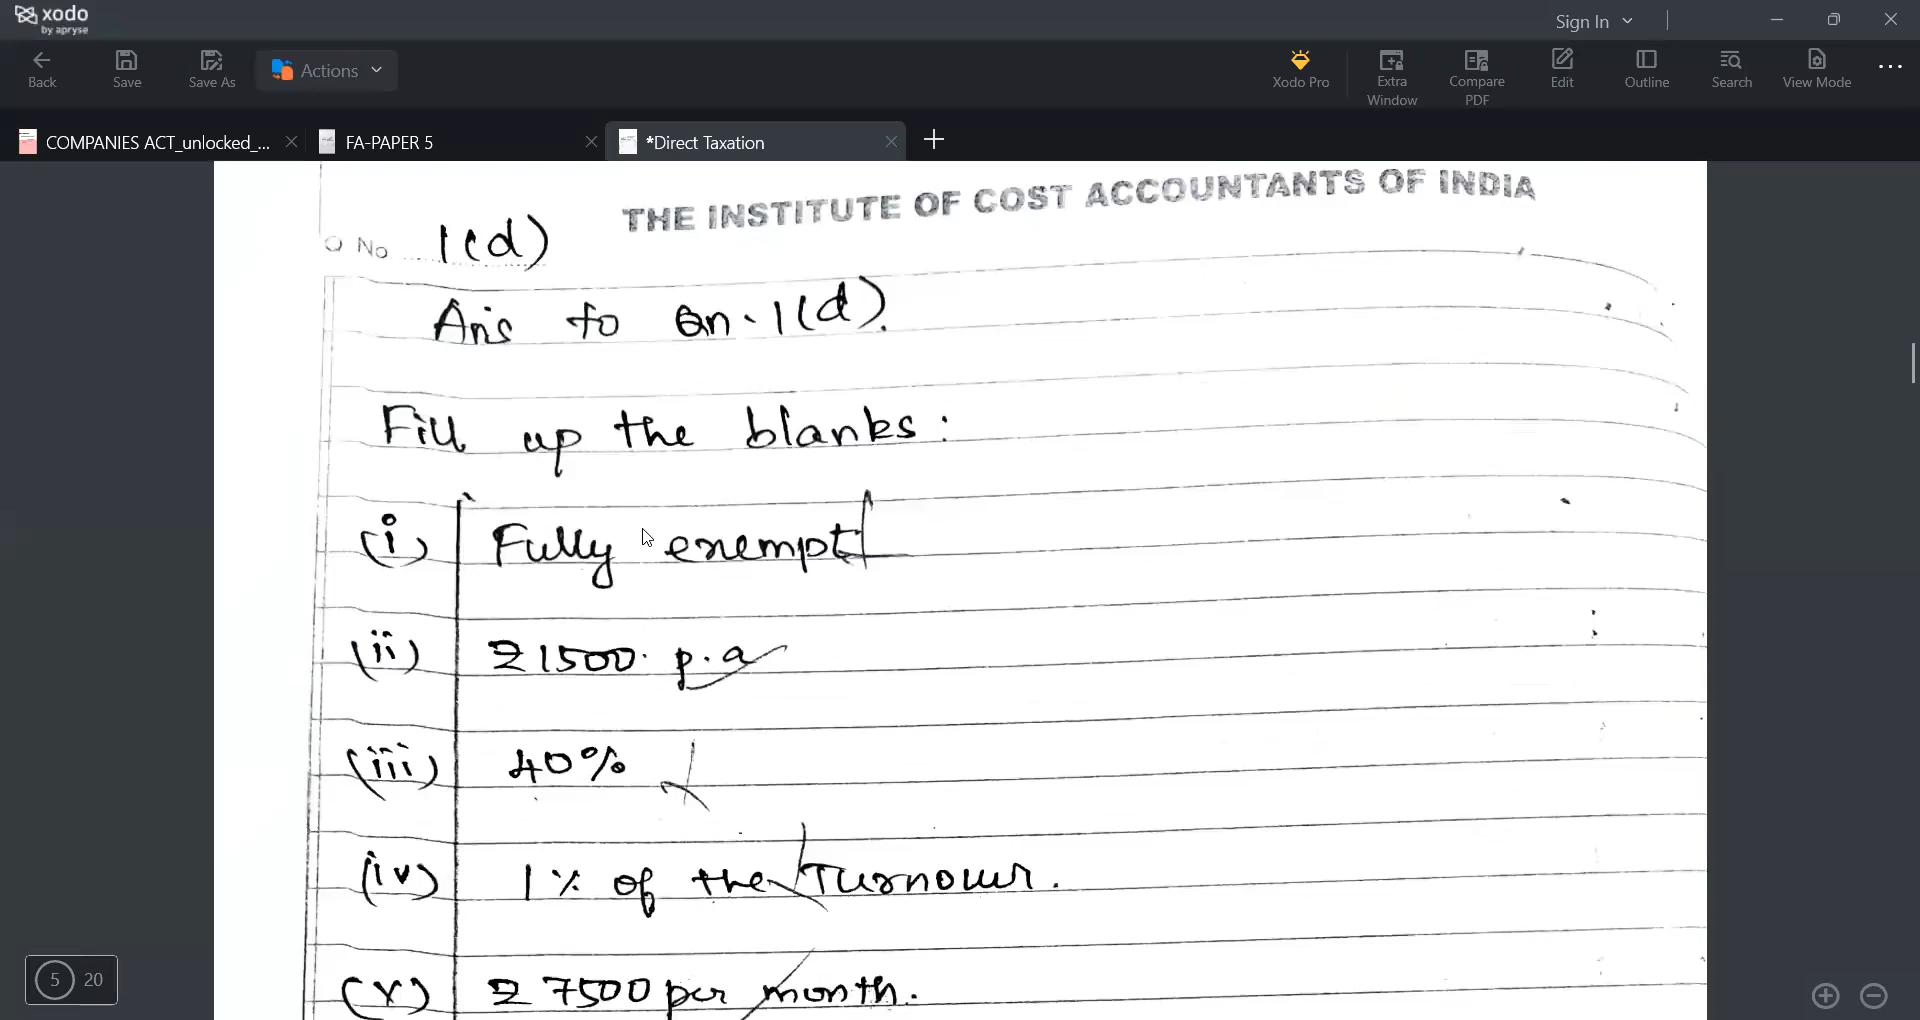 xodo
by apryse
Sign In
Back
Save
Save As
Actions
Xodo Pro
Extra Window
Compare PDF
Edit
Outline
Search
View Mode
COMPANIES ACT_unlocked_...
FA-PAPER 5
*Direct Taxation
THE INSTITUTE OF COST ACCOUNTANTS OF INDIA
Q No ..... 1(d)
Ans to Qn. 1(d).
Fill up the blanks:
(i) Fully exempt
(ii) ₹1500. p.a
(iii) 40%
(iv) 1% of the Turnover.
(v) ₹7500 per month.
5 20